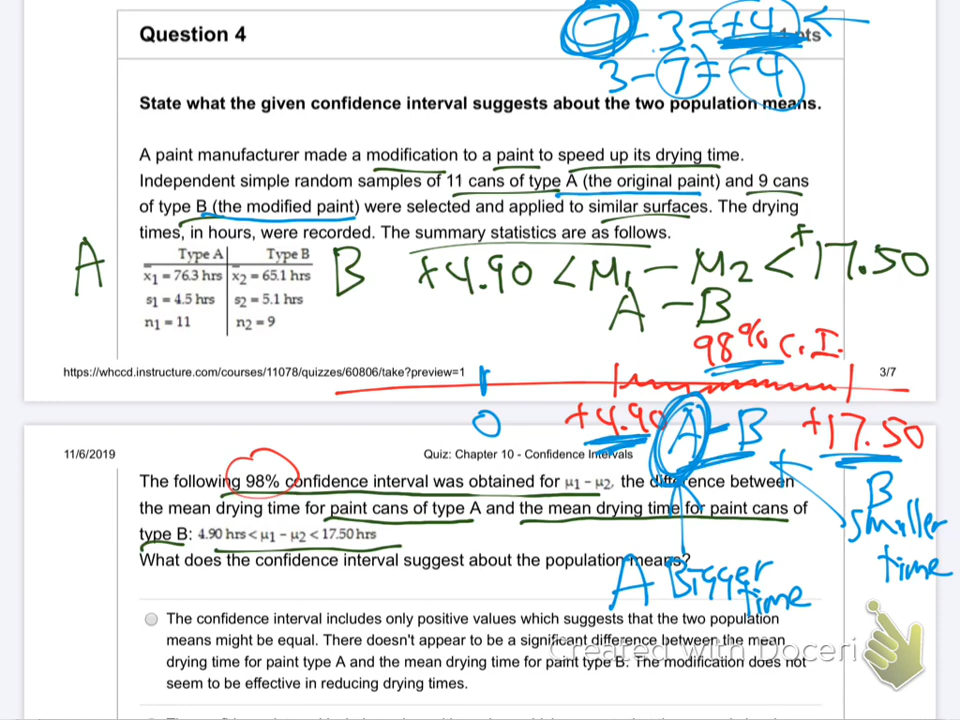 7 - 3 = +4
Question 4 pts
3 - 7 = -4
State what the given confidence interval suggests about the two population means.
A paint manufacturer made a modification to a paint to speed up its drying time.
Independent simple random samples of 11 cans of type A (the original paint) and 9 cans
of type B (the modified paint) were selected and applied to similar surfaces. The drying
times, in hours, were recorded. The summary statistics are as follows.
A B
Type A Type B
x̄1 = 76.3 hrs x̄2 = 65.1 hrs
s1 = 4.5 hrs s2 = 5.1 hrs
n1 = 11 n2 = 9
+4.90 < M1 - M2 < +17.50
A - B
98% C.I.
https://whccd.instructure.com/courses/11078/quizzes/60806/take?preview=1 3/7
0 +4.90 A - B +17.50
11/6/2019 Quiz: Chapter 10 - Confidence Intervals
The following 98% confidence interval was obtained for μ1 − μ2, the difference between
the mean drying time for paint cans of type A and the mean drying time for paint cans of
type B: 4.90 hrs < μ1 − μ2 < 17.50 hrs
What does the confidence interval suggest about the population means?
B smaller time
A Bigger time
The confidence interval includes only positive values which suggests that the two population
means might be equal. There doesn't appear to be a significant difference between the mean
drying time for paint type A and the mean drying time for paint type B. The modification does not
seem to be effective in reducing drying times.
Created with Doceri